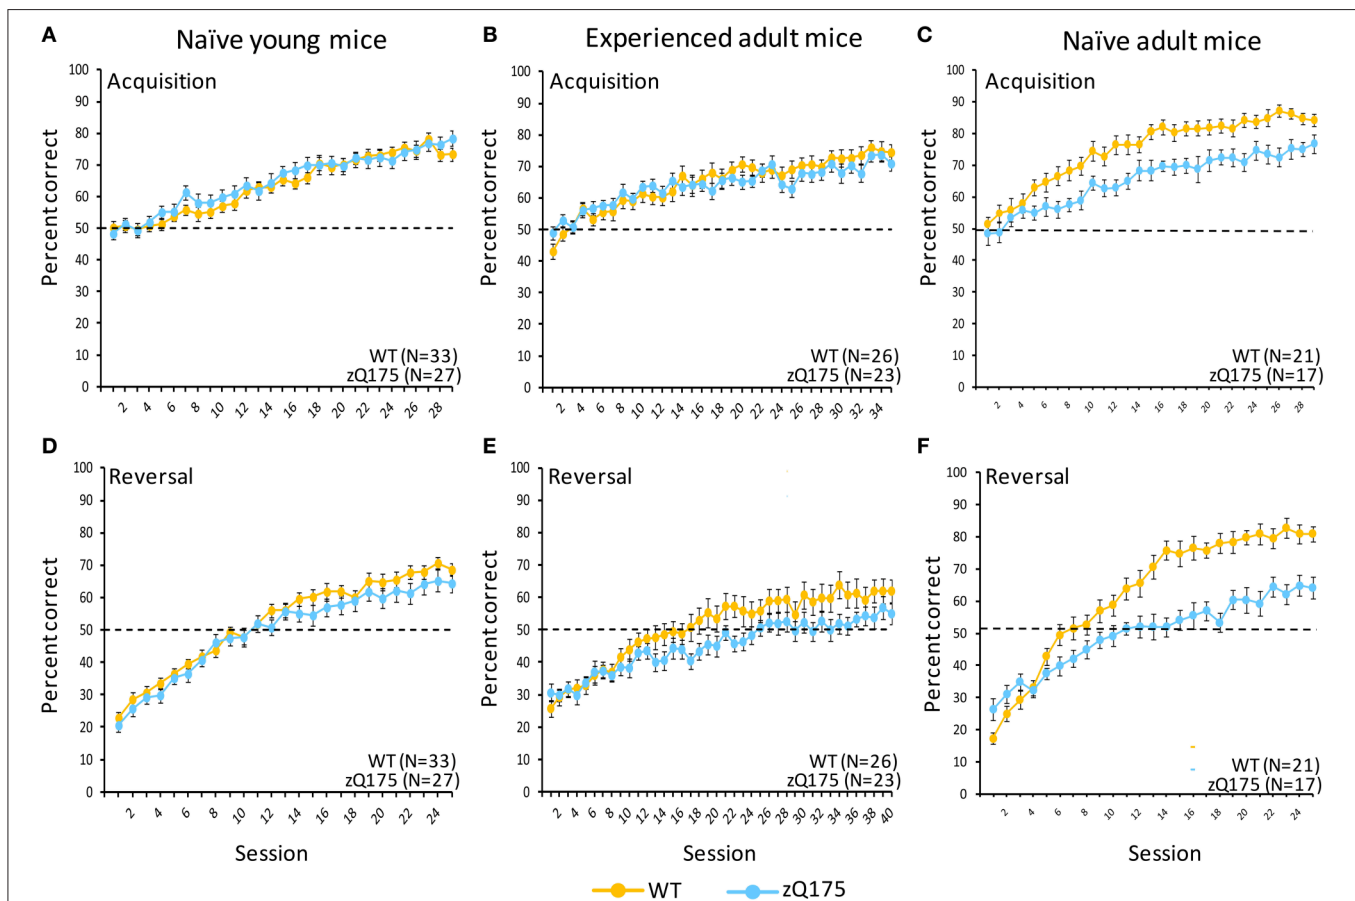 A
Naïve young mice
Acquisition
Percent correct
100
90
80
70
60
50
40
30
20
10
0
WT (N=33)
zQ175 (N=27)
2 4 6 8 10 12 14 16 18 20 22 24 26 28
B
Experienced adult mice
Acquisition
Percent correct
100
90
80
70
60
50
40
30
20
10
0
WT (N=26)
zQ175 (N=23)
2 4 6 8 10 12 14 16 18 20 22 24 26 28 30 32 34
C
Naïve adult mice
Acquisition
Percent correct
100
90
80
70
60
50
40
30
20
10
0
WT (N=21)
zQ175 (N=17)
2 4 6 8 10 12 14 16 18 20 22 24 26 28
D
Reversal
Percent correct
100
90
80
70
60
50
40
30
20
10
0
WT (N=33)
zQ175 (N=27)
2 4 6 8 10 12 14 16 18 20 22 24
Session
E
Reversal
Percent correct
100
90
80
70
60
50
40
30
20
10
0
WT (N=26)
zQ175 (N=23)
2 4 6 8 10 12 14 16 18 20 22 24 26 28 30 32 34 36 38 40
Session
F
Reversal
Percent correct
100
90
80
70
60
50
40
30
20
10
0
WT (N=21)
zQ175 (N=17)
2 4 6 8 10 12 14 16 18 20 22 24
Session
WT zQ175